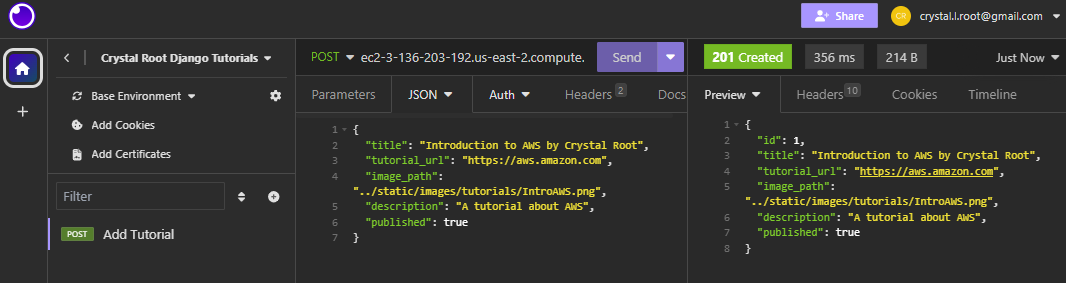 Share
CR crystal.l.root@gmail.com
Crystal Root Django Tutorials
Base Environment
Add Cookies
Add Certificates
Filter
POST Add Tutorial
POST ec2-3-136-203-192.us-east-2.compute. Send
Parameters JSON Auth Headers 2 Docs
1 {
2 "title": "Introduction to AWS by Crystal Root",
3 "tutorial_url": "https://aws.amazon.com",
4 "image_path":
"../static/images/tutorials/IntroAWS.png",
5 "description": "A tutorial about AWS",
6 "published": true
7 }
201 Created 356 ms 214 B Just Now
Preview Headers 10 Cookies Timeline
1 {
2 "id": 1,
3 "title": "Introduction to AWS by Crystal Root",
4 "tutorial_url": "https://aws.amazon.com",
5 "image_path":
"../static/images/tutorials/IntroAWS.png",
6 "description": "A tutorial about AWS",
7 "published": true
8 }